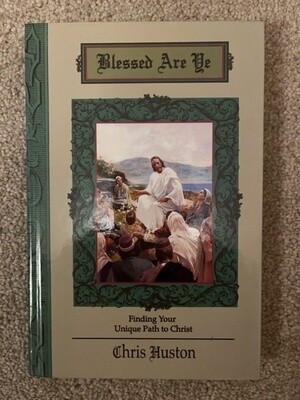 Blessed Are Ye
Finding Your
Unique Path to Christ
Chris Huston